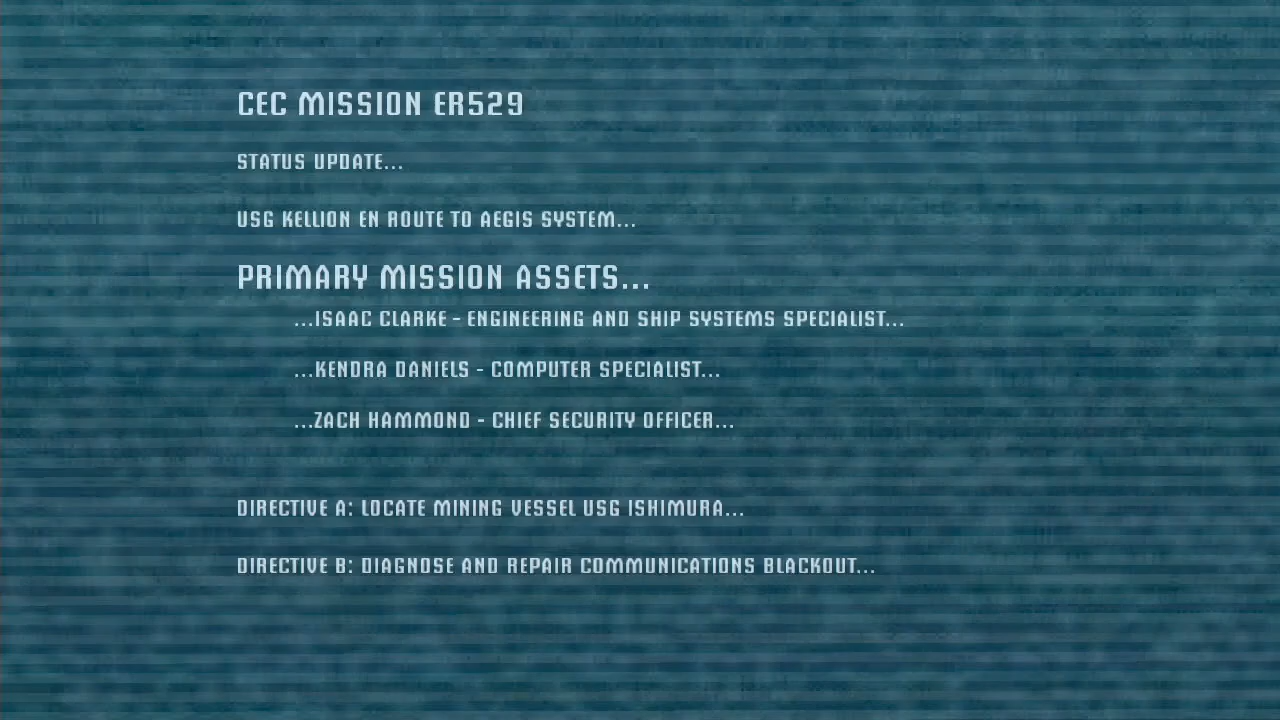 CEC MISSION ER529
STATUS UPDATE...
USG KELLION EN ROUTE TO AEGIS SYSTEM...
PRIMARY MISSION ASSETS...
...ISAAC CLARKE - ENGINEERING AND SHIP SYSTEMS SPECIALIST...
...KENDRA DANIELS - COMPUTER SPECIALIST...
...ZACH HAMMOND - CHIEF SECURITY OFFICER...
DIRECTIVE A: LOCATE MINING VESSEL USG ISHIMURA...
DIRECTIVE B: DIAGNOSE AND REPAIR COMMUNICATIONS BLACKOUT...